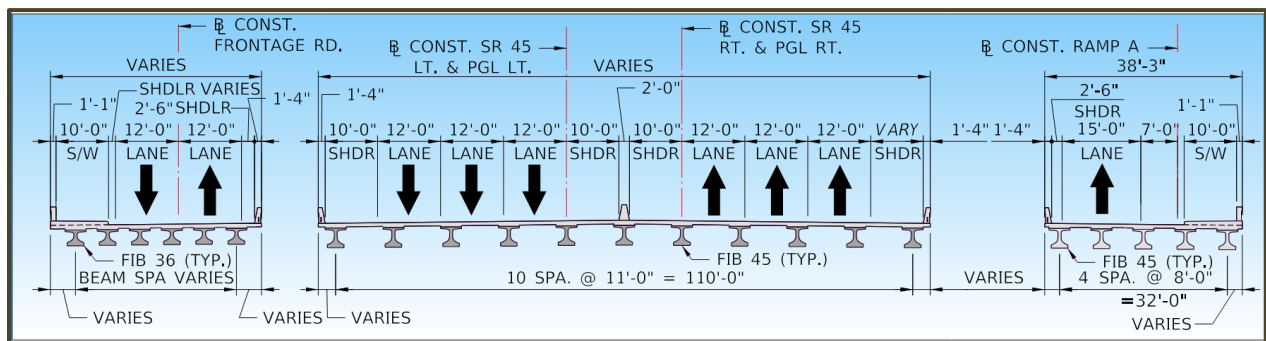 ℄ CONST.
FRONTAGE RD.
℄ CONST. SR 45
LT. & PGL LT.
℄ CONST. SR 45
RT. & PGL RT.
℄ CONST. RAMP A
VARIES
VARIES
38'-3"
SHDLR VARIES
1'-1"
2'-6" SHDLR
1'-4"
1'-4"
2'-0"
2'-6"
SHDR
1'-1"
10'-0" 12'-0" 12'-0"
S/W LANE LANE
10'-0" 12'-0" 12'-0" 12'-0" 10'-0" 10'-0" 12'-0" 12'-0" 12'-0" VARY
SHDR LANE LANE LANE SHDR SHDR LANE LANE LANE SHDR
1'-4" 1'-4"
15'-0" 7'-0" 10'-0"
LANE S/W
FIB 36 (TYP.)
BEAM SPA VARIES
VARIES
VARIES
FIB 45 (TYP.)
10 SPA. @ 11'-0" = 110'-0"
VARIES
VARIES
FIB 45 (TYP.)
4 SPA. @ 8'-0"
=32'-0"
VARIES